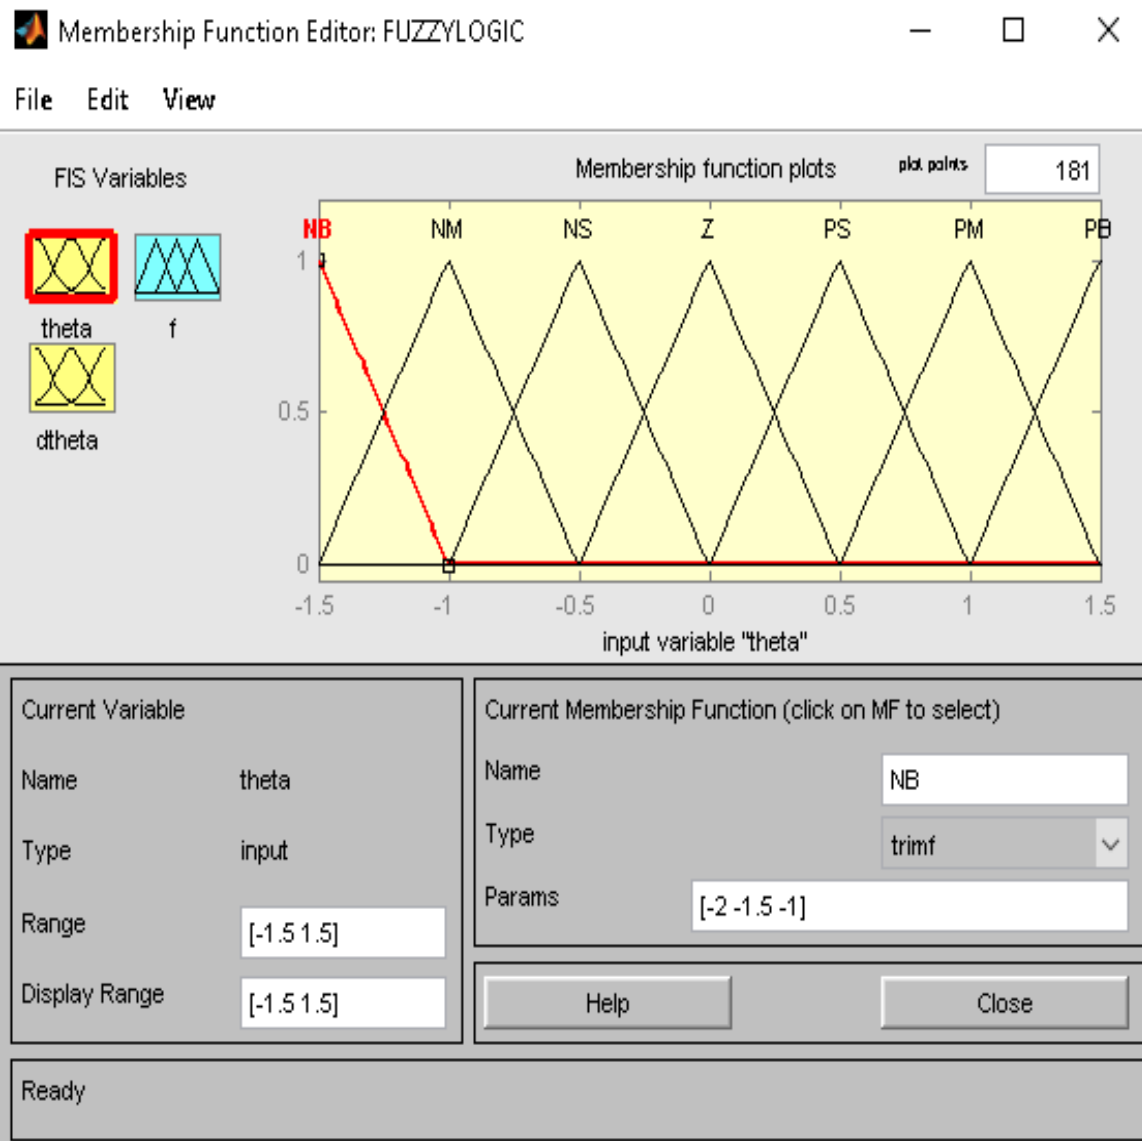 Membership Function Editor: FUZZYLOGIC
File Edit View
FIS Variables
Membership function plots
plot points
181
NB NM NS Z PS PM PB
theta
f
dtheta
1
0.5
0
-1.5 -1 -0.5 0 0.5 1 1.5
input variable "theta"
Current Variable
Name theta
Type input
Range [-1.5 1.5]
Display Range [-1.5 1.5]
Current Membership Function (click on MF to select)
Name NB
Type trimf
Params [-2 -1.5 -1]
Help Close
Ready